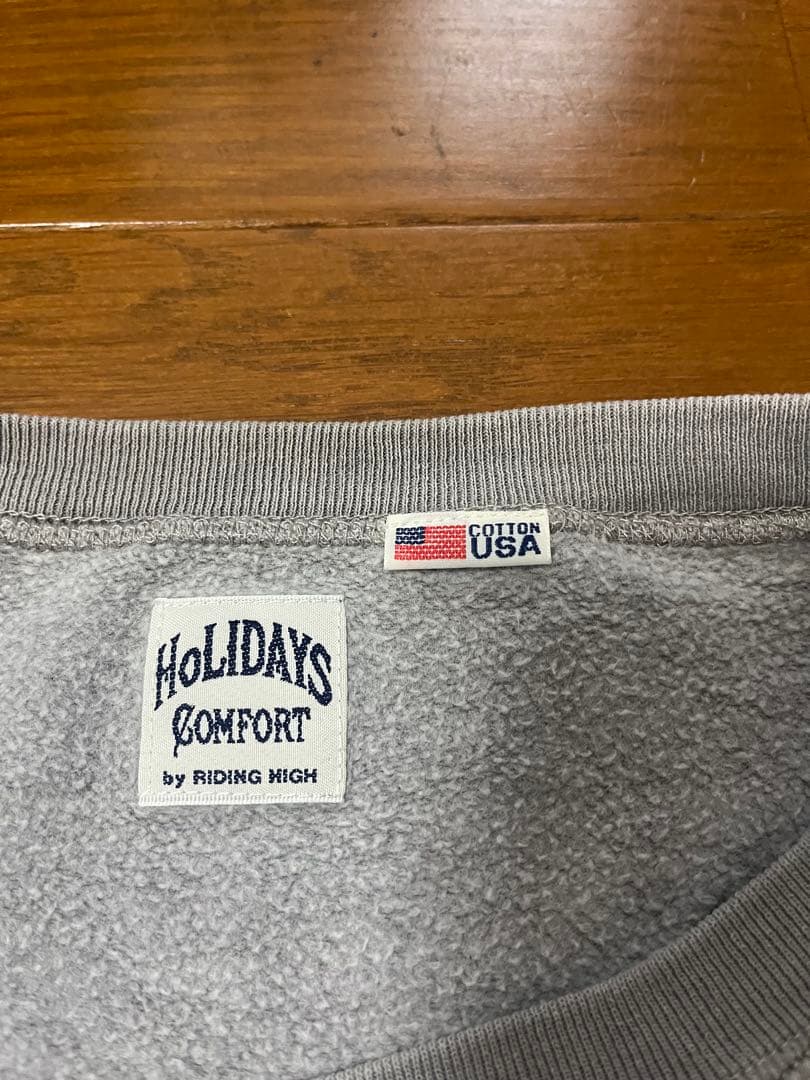 COTTON
USA
HoLIDAYS
COMFORT
by RIDING HIGH